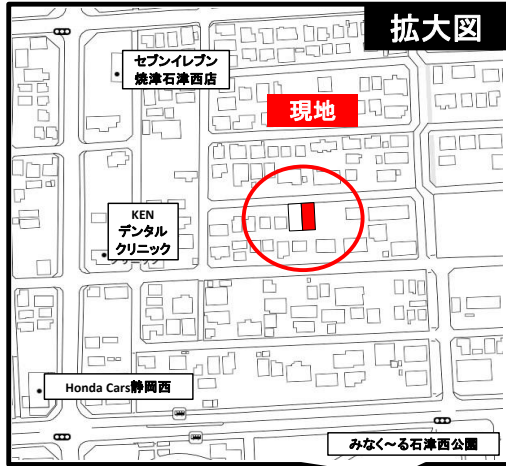 拡大図
セブンイレブン
焼津石津西店
現地
KEN
デンタル
クリニック
Honda Cars静岡西
みなく～る石津西公園